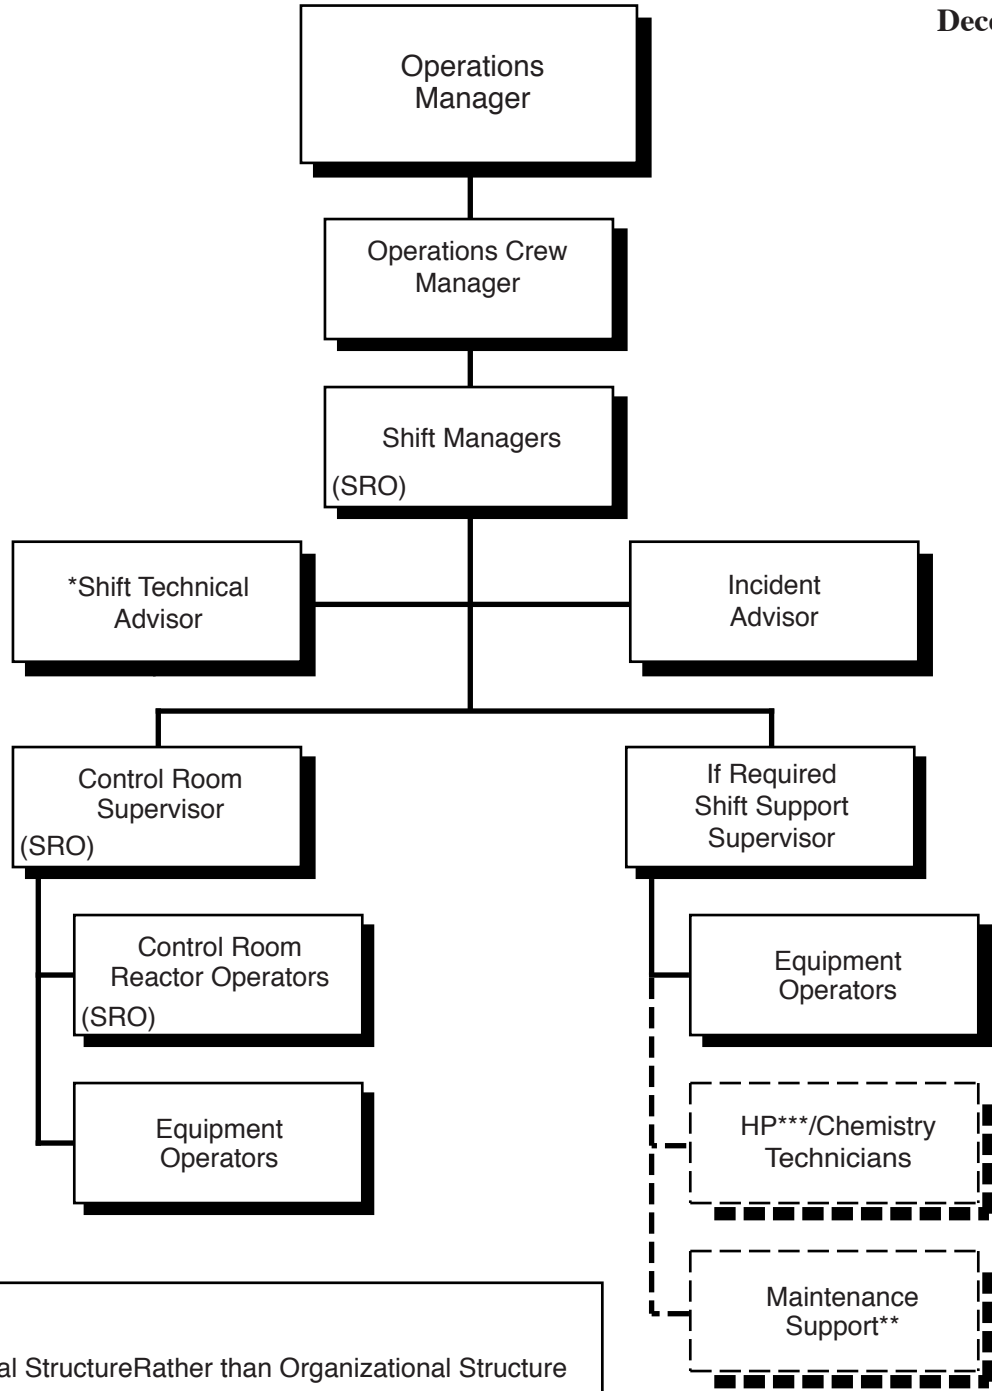 Operations
Manager
Operations Crew
Manager
Shift Managers
(SRO)
*Shift Technical
Advisor
Incident
Advisor
Control Room
Supervisor
(SRO)
If Required
Shift Support
Supervisor
Control Room
Reactor Operators
(SRO)
Equipment
Operators
Equipment
Operators
HP***/Chemistry
Technicians
Maintenance
Support**
StructureRather than Organizational Structure